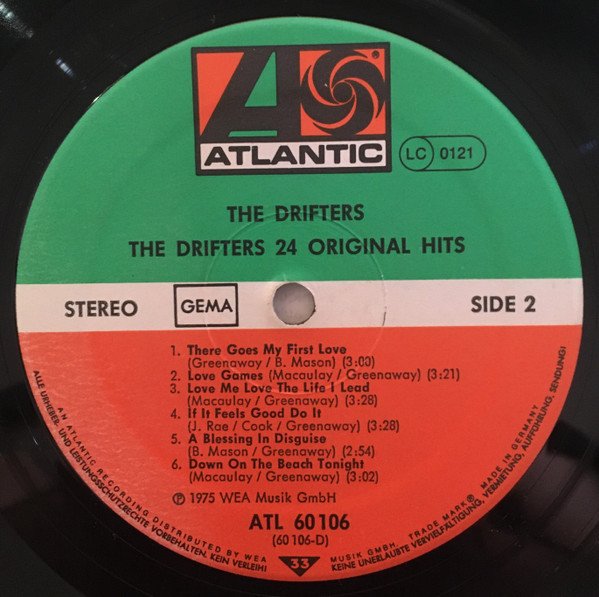 ATLANTIC
®
LC 0121
THE DRIFTERS
THE DRIFTERS 24 ORIGINAL HITS
STEREO GEMA SIDE 2
1. There Goes My First Love
(Greenaway / B. Mason) (3:03)
2. Love Games (Macaulay / Greenaway) (3:21)
3. Love Me Love The Life I Lead
(Macaulay / Greenaway) (3:28)
4. If It Feels Good Do It
(J. Rae / Cook / Greenaway) (3:28)
5. A Blessing In Disguise
(B. Mason / Greenaway) (2:54)
6. Down On The Beach Tonight
(Macaulay / Greenaway) (3:02)
℗ 1975 WEA Musik GmbH
ATL 60 106
(60 106-D)
33
AN ATLANTIC RECORDING DISTRIBUTED BY WEA MUSIK GMBH. TRADE MARK® MADE IN GERMANY
ALLE URHEBER- UND LEISTUNGSSCHUTZRECHTE VORBEHALTEN. KEIN VERLEIH! KEINE UNERLAUBTE VERVIELFÄLTIGUNG, VERMIETUNG, AUFFÜHRUNG, SENDUNG!